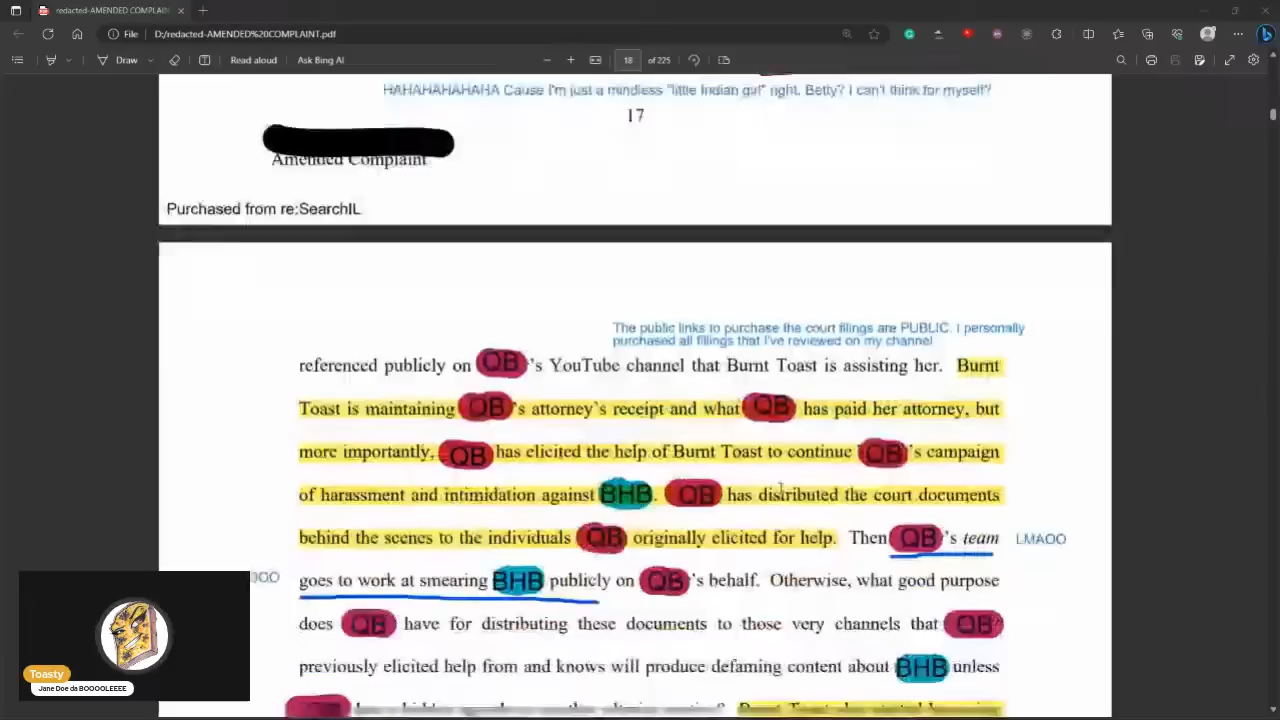 redacted-AMENDED COMPLAIN
File D:/redacted-AMENDED%20COMPLAINT.pdf
Draw Read aloud Ask Bing AI 18 of 225
HAHAHAHAHAHA Cause I'm just a mindless "little Indian girl" right, Betty? I can't think for myself?
17
Amended Complaint
Purchased from re:SearchIL
The public links to purchase the court filings are PUBLIC. I personally
purchased all filings that I've reviewed on my channel
referenced publicly on QB's YouTube channel that Burnt Toast is assisting her. Burnt
Toast is maintaining QB's attorney's receipt and what QB has paid her attorney, but
more importantly, QB has elicited the help of Burnt Toast to continue QB's campaign
of harassment and intimidation against BHB. QB has distributed the court documents
behind the scenes to the individuals QB originally elicited for help. Then QB's team LMAOO
OOO goes to work at smearing BHB publicly on QB's behalf. Otherwise, what good purpose
does QB have for distributing these documents to those very channels that QB
previously elicited help from and knows will produce defaming content about BHB unless
Toasty
Jane Doe da BOOOOLEEEE